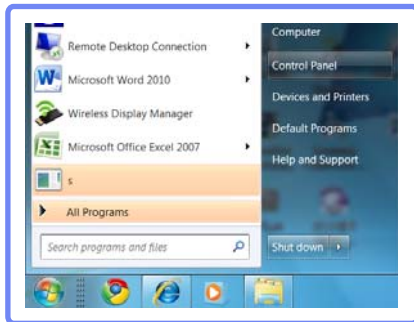 Remote Desktop Connection
Microsoft Word 2010
Wireless Display Manager
Microsoft Office Excel 2007
s
All Programs
Search programs and files
Computer
Control Panel
Devices and Printers
Default Programs
Help and Support
Shut down